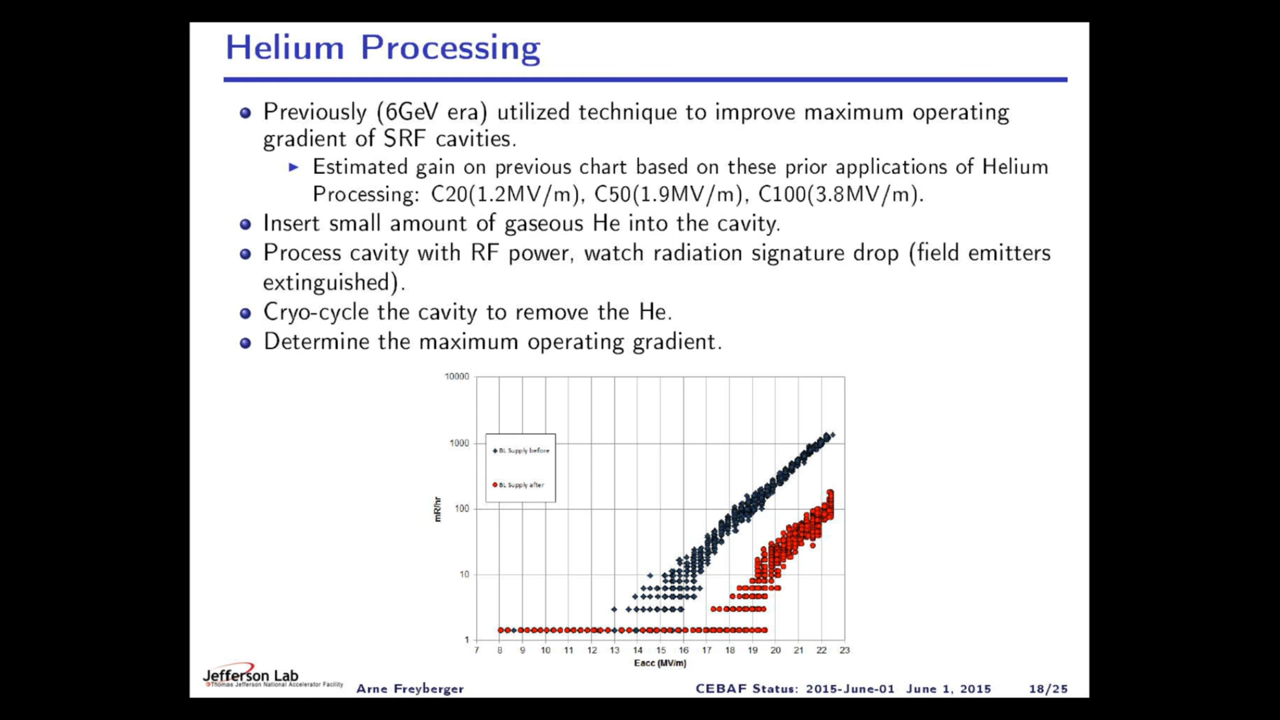 Helium Processing
Previously (6GeV era) utilized technique to improve maximum operating
gradient of SRF cavities.
Estimated gain on previous chart based on these prior applications of Helium
Processing: C20(1.2MV/m), C50(1.9MV/m), C100(3.8MV/m).
Insert small amount of gaseous He into the cavity.
Process cavity with RF power, watch radiation signature drop (field emitters
extinguished).
Cryo-cycle the cavity to remove the He.
Determine the maximum operating gradient.
10000
1000
100
10
1
mR/hr
BL Supply before
BL Supply after
7 8 9 10 11 12 13 14 15 16 17 18 19 20 21 22 23
Eacc (MV/m)
Jefferson Lab
Thomas Jefferson National Accelerator Facility
Arne Freyberger
CEBAF Status: 2015-June-01 June 1, 2015
18/25